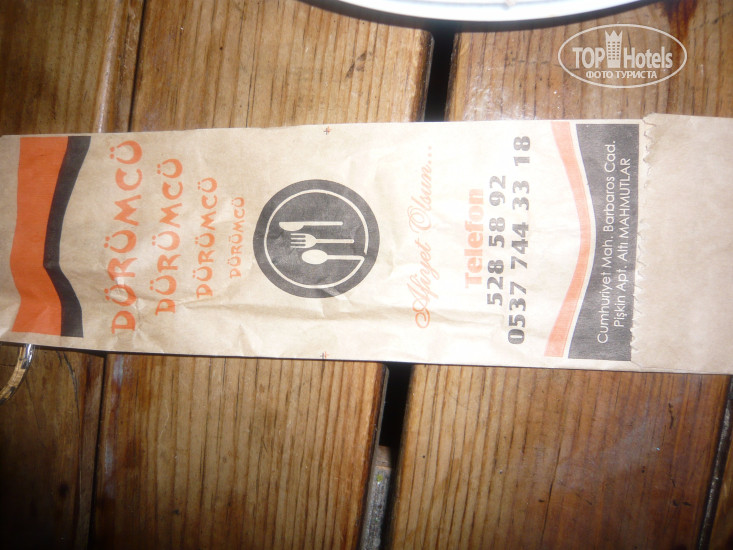 DÜRÜMCÜ
DÜRÜMCÜ
DÜRÜMCÜ
DÜRÜMCÜ
Afiyet Olsun...
Telefon
528 58 92
0537 744 33 18
Cumhuriyet Mah. Barbaros Cad.
Pişkin Apt. Altı MAHMUTLAR
TOP Hotels
ФОТО ТУРИСТА